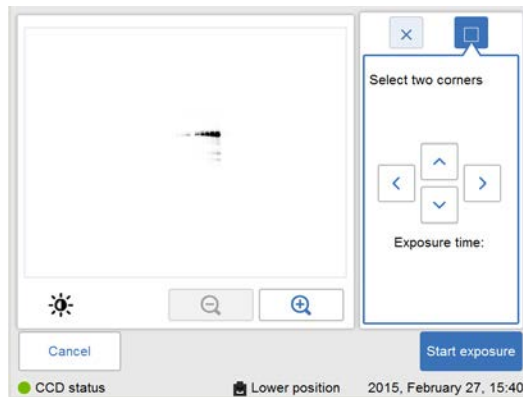 Select two corners
Exposure time:
Cancel
Start exposure
CCD status
Lower position
2015, February 27, 15:40